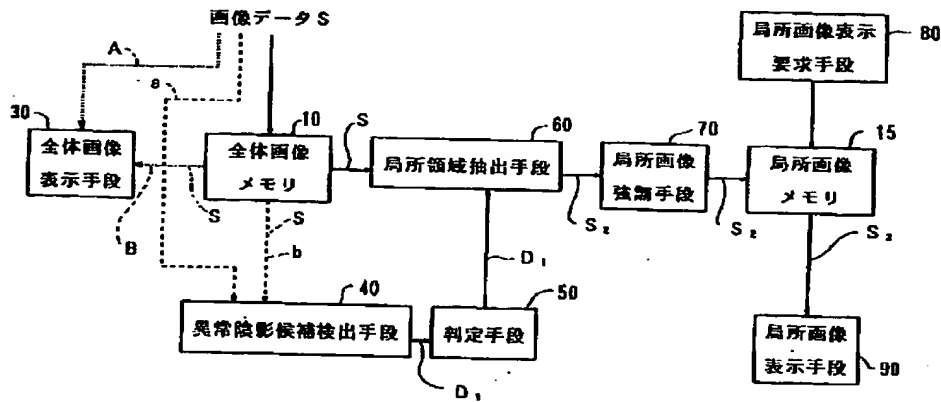 画像データS
A
a
30
全体画像
表示手段
B
S
10
全体画像
メモリ
S
b
S
60
局所領域抽出手段
S₂
70
局所画像
強調手段
S₂
80
局所画像表示
要求手段
15
局所画像
メモリ
S₂
D₁
40
異常陰影候補検出手段
D₁
50
判定手段
局所画像
表示手段
90